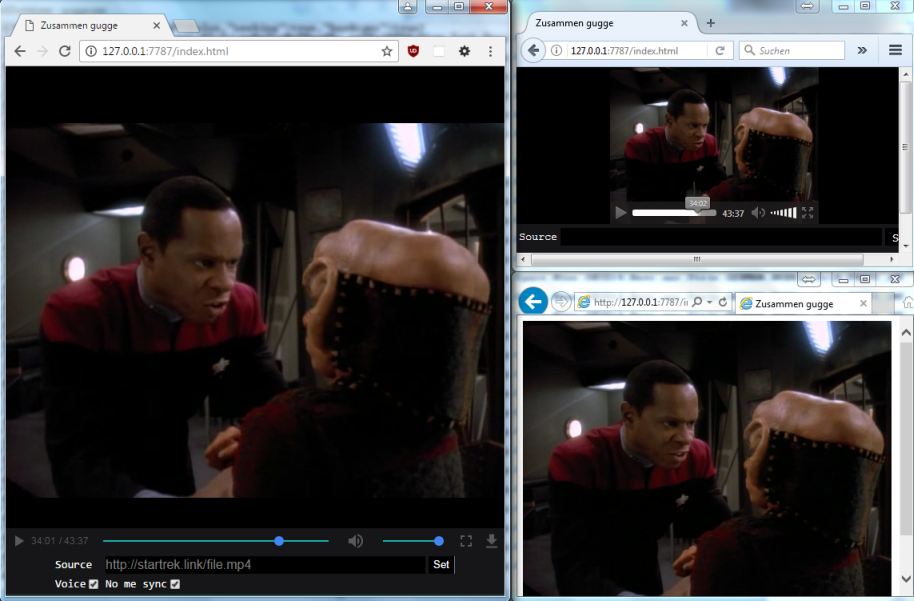 Zusammen gugge
127.0.0.1:7787/index.html
34:01 / 43:37
Source http://startrek.link/file.mp4 Set
Voice No me sync
Zusammen gugge
127.0.0.1:7787/index.html
Suchen
34:02
43:37
Source S
http://127.0.0.1:7787/i
Zusammen gugge